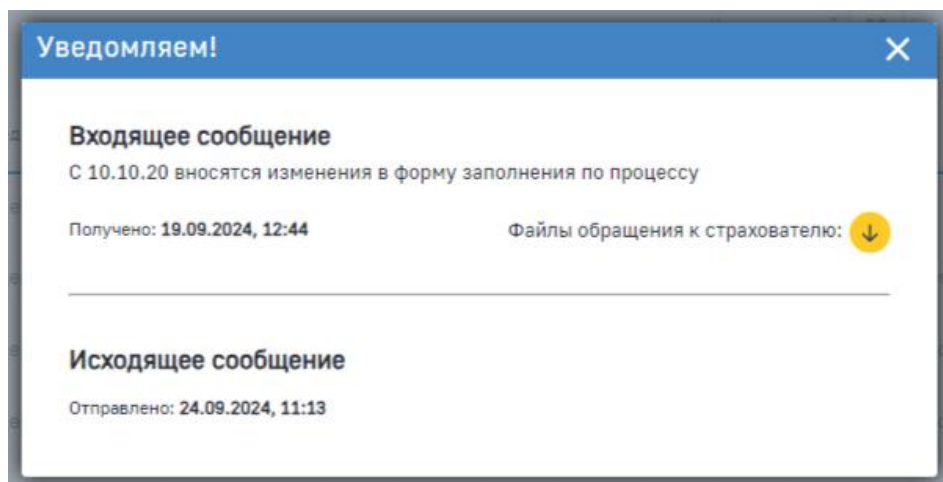 Уведомляем!
Входящее сообщение
С 10.10.20 вносятся изменения в форму заполнения по процессу
Получено: 19.09.2024, 12:44
Файлы обращения к страхователю:
Исходящее сообщение
Отправлено: 24.09.2024, 11:13